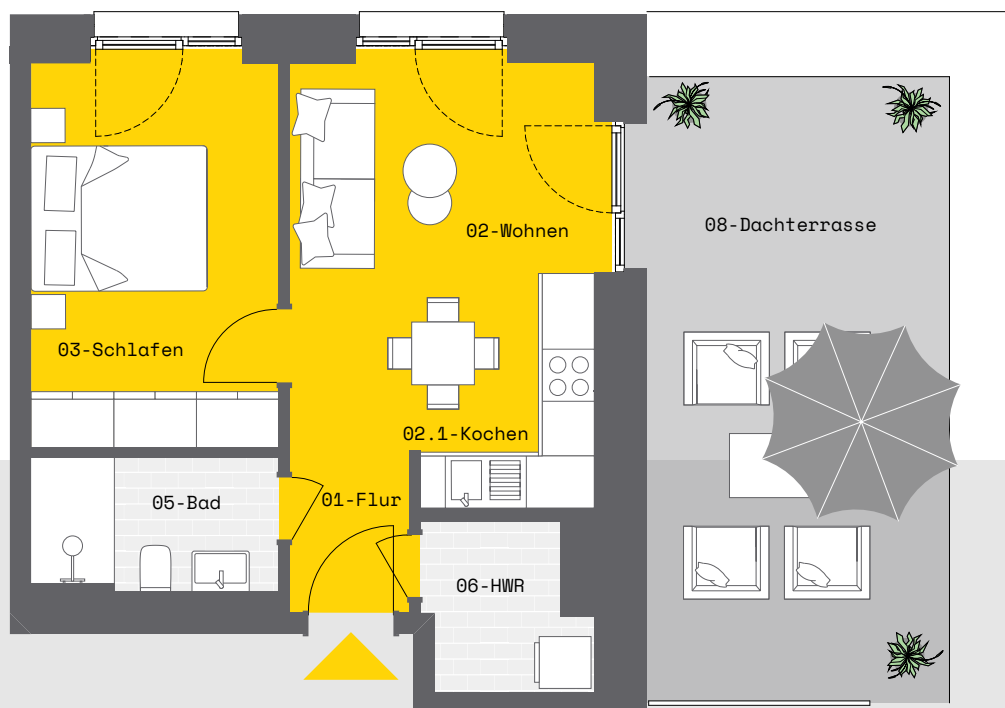 02-Wohnen
08-Dachterrasse
03-Schlafen
02.1-Kochen
05-Bad
01-Flur
06-HWR